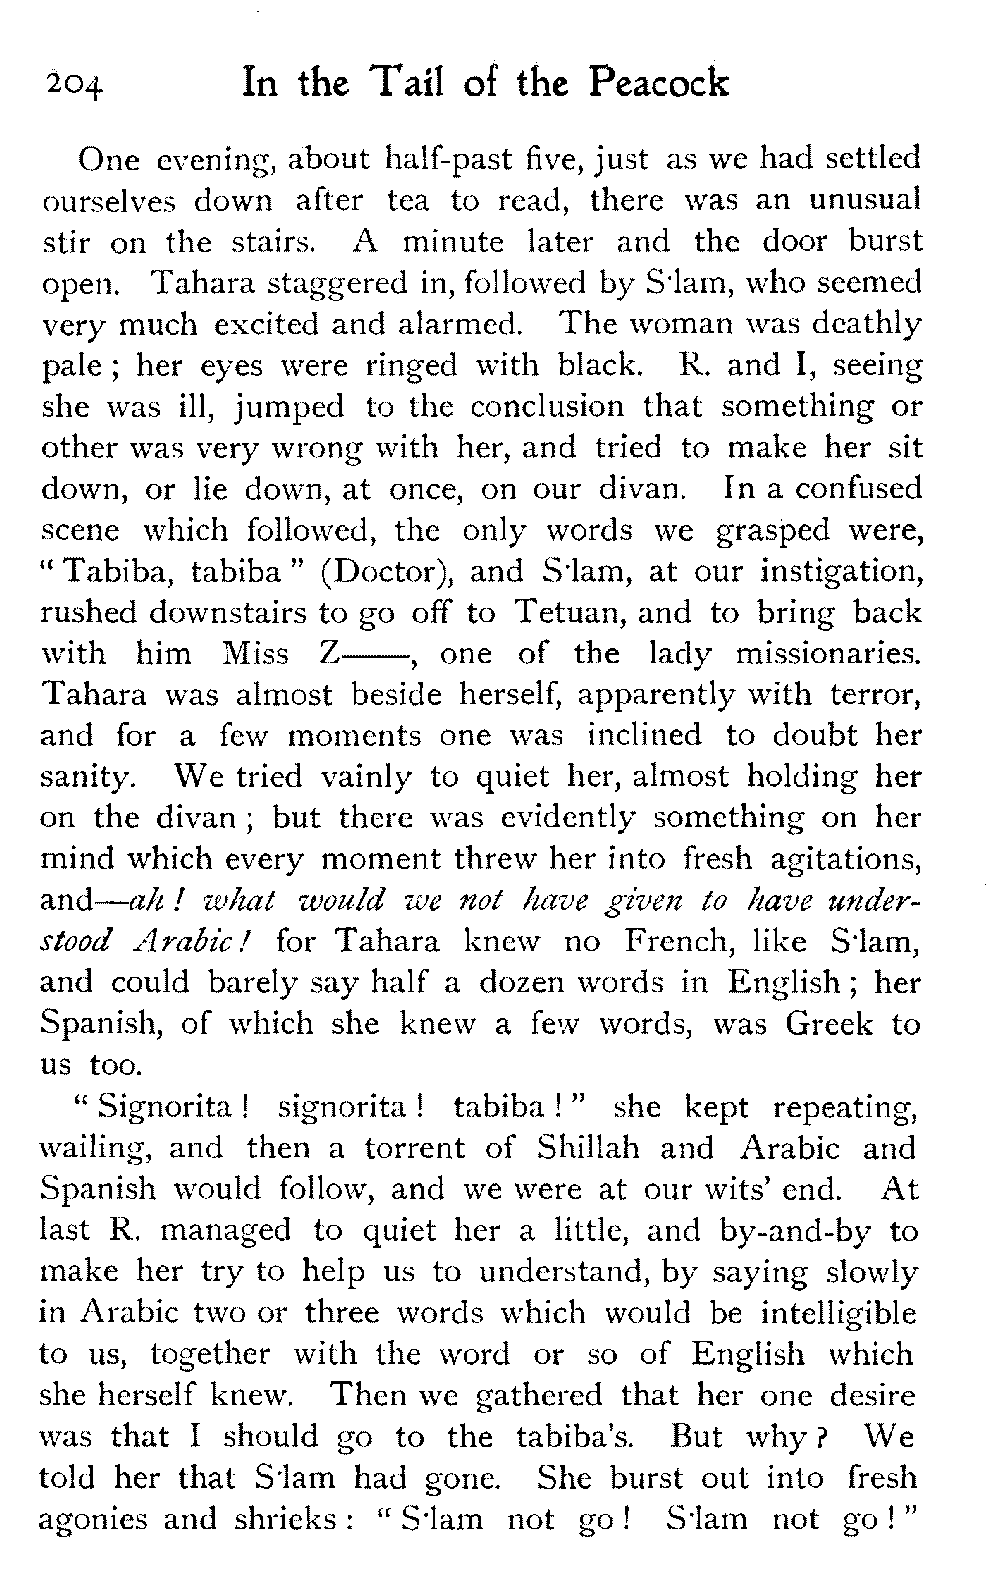 204 In the Tail of the Peacock
One evening, about half-past five, just as we had settled
ourselves down after tea to read, there was an unusual
stir on the stairs. A minute later and the door burst
open. Tahara staggered in, followed by S·lam, who seemed
very much excited and alarmed. The woman was deathly
pale ; her eyes were ringed with black. R. and I, seeing
she was ill, jumped to the conclusion that something or
other was very wrong with her, and tried to make her sit
down, or lie down, at once, on our divan. In a confused
scene which followed, the only words we grasped were,
“ Tabiba, tabiba ” (Doctor), and S·lam, at our instigation,
rushed downstairs to go off to Tetuan, and to bring back
with him Miss Z——, one of the lady missionaries.
Tahara was almost beside herself, apparently with terror,
and for a few moments one was inclined to doubt her
sanity. We tried vainly to quiet her, almost holding her
on the divan ; but there was evidently something on her
mind which every moment threw her into fresh agitations,
and—ah ! what would we not have given to have under-
stood Arabic ! for Tahara knew no French, like S·lam,
and could barely say half a dozen words in English ; her
Spanish, of which she knew a few words, was Greek to
us too.
“ Signorita ! signorita ! tabiba ! ” she kept repeating,
wailing, and then a torrent of Shillah and Arabic and
Spanish would follow, and we were at our wits’ end. At
last R. managed to quiet her a little, and by-and-by to
make her try to help us to understand, by saying slowly
in Arabic two or three words which would be intelligible
to us, together with the word or so of English which
she herself knew. Then we gathered that her one desire
was that I should go to the tabiba’s. But why ? We
told her that S·lam had gone. She burst out into fresh
agonies and shrieks : “ S·lam not go ! S·lam not go ! ”